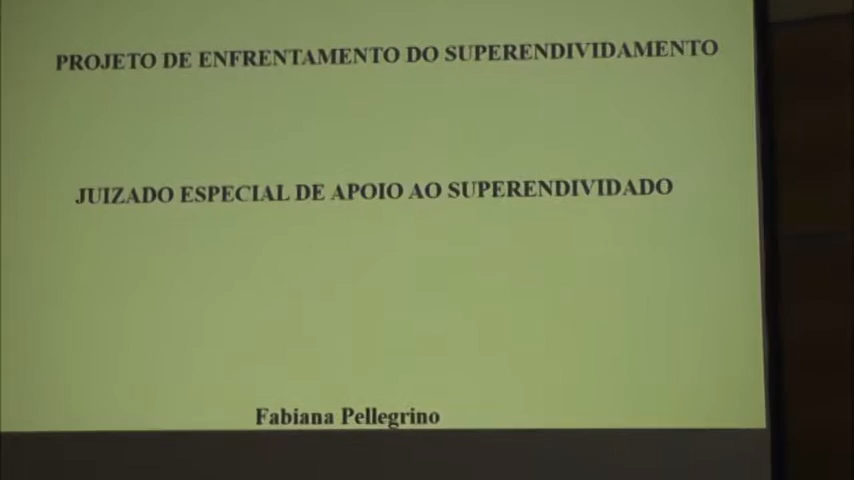 PROJETO DE ENFRENTAMENTO DO SUPERENDIVIDAMENTO
JUIZADO ESPECIAL DE APOIO AO SUPERENDIVIDADO
Fabiana Pellegrino